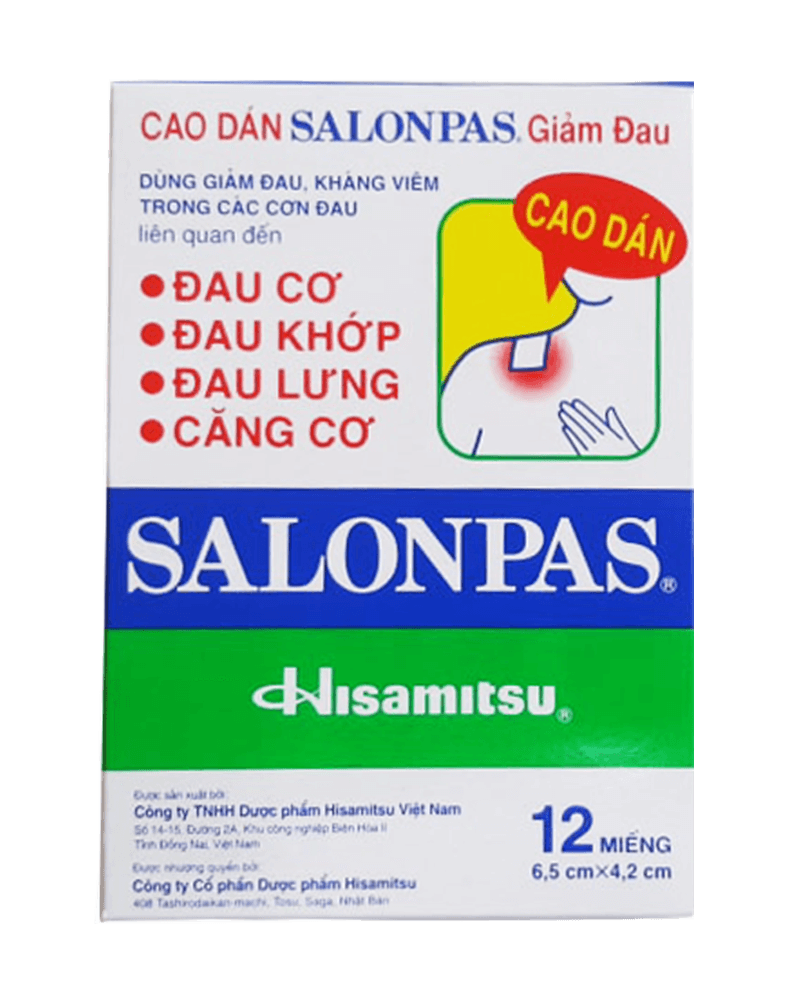 CAO DÁN SALONPAS® Giảm Đau
DÙNG GIẢM ĐAU, KHÁNG VIÊM
TRONG CÁC CƠN ĐAU
liên quan đến
CAO DÁN
● ĐAU CƠ
● ĐAU KHỚP
● ĐAU LƯNG
● CĂNG CƠ
SALONPAS®
Hisamitsu®
Được sản xuất bởi:
Công ty TNHH Dược phẩm Hisamitsu Việt Nam
Số 14-15, Đường 2A, Khu công nghiệp Biên Hòa II
Tỉnh Đồng Nai, Việt Nam
Được nhượng quyền bởi:
Công ty Cổ phần Dược phẩm Hisamitsu
408 Tashirodaikan-machi, Tosu, Saga, Nhật Bản
12 MIẾNG
6,5 cm×4,2 cm